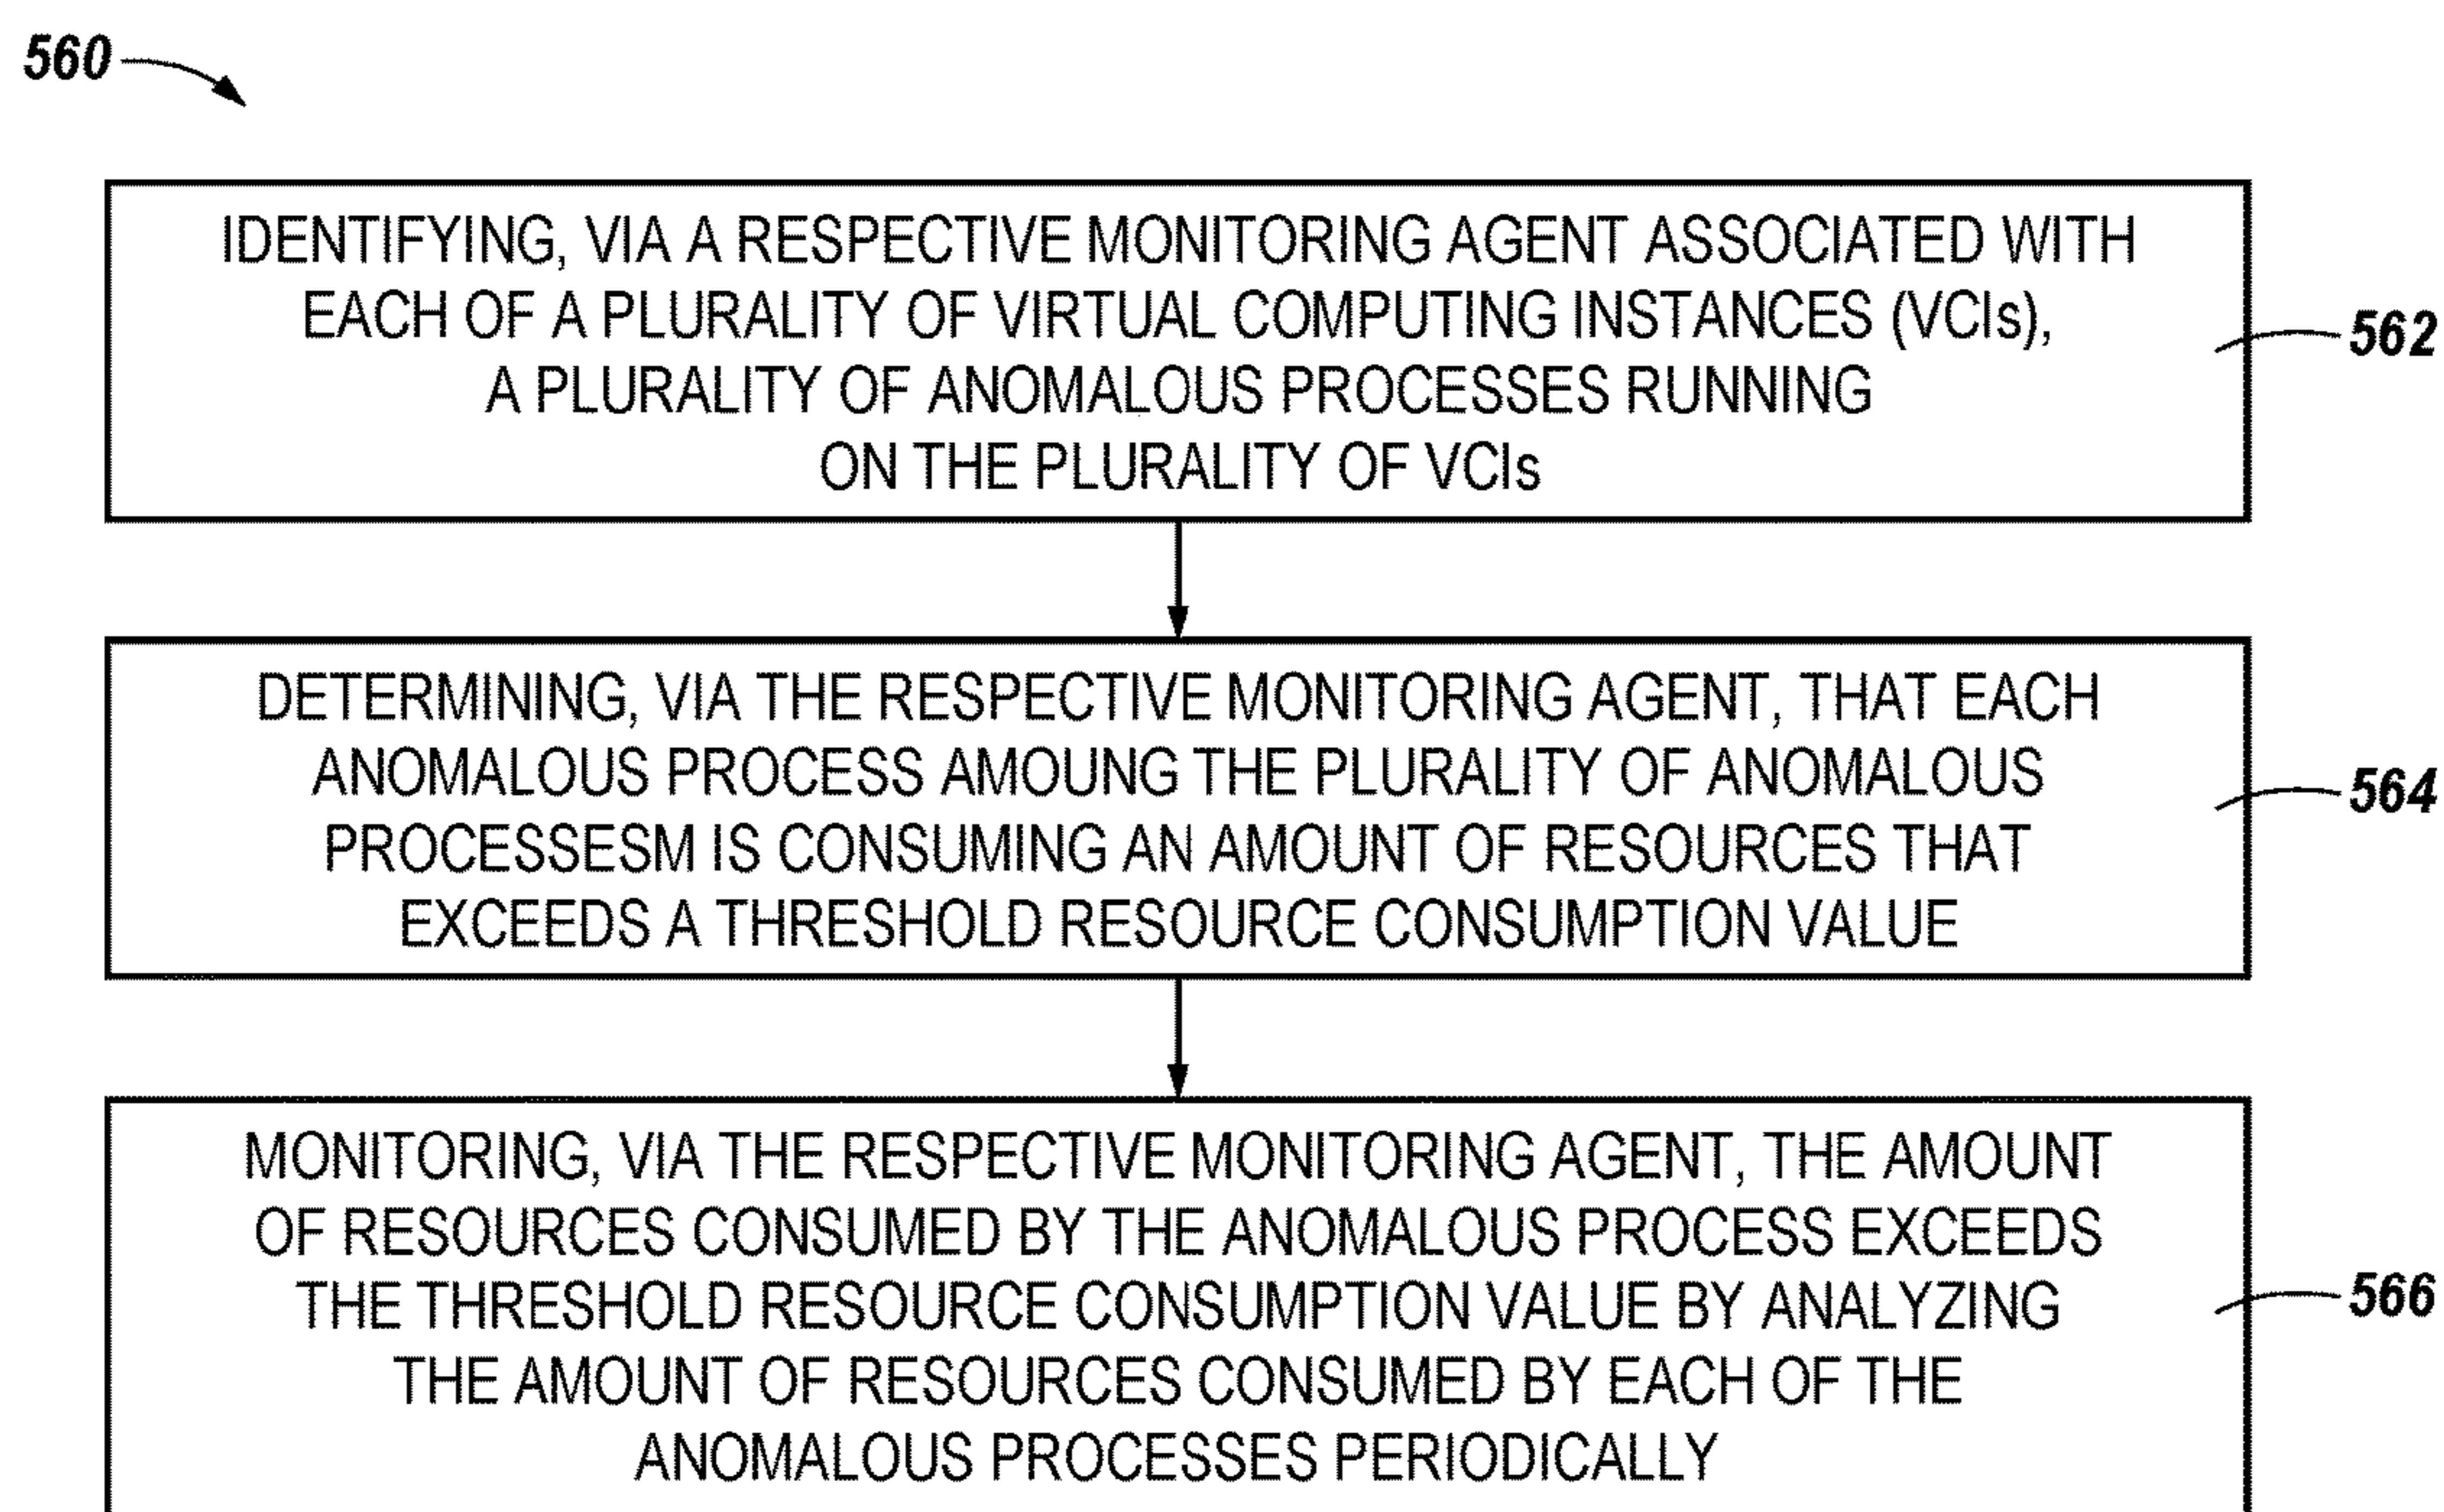 560
IDENTIFYING, VIA A RESPECTIVE MONITORING AGENT ASSOCIATED WITH
EACH OF A PLURALITY OF VIRTUAL COMPUTING INSTANCES (VCIs),
A PLURALITY OF ANOMALOUS PROCESSES RUNNING
ON THE PLURALITY OF VCIs
562
DETERMINING, VIA THE RESPECTIVE MONITORING AGENT, THAT EACH
ANOMALOUS PROCESS AMOUNG THE PLURALITY OF ANOMALOUS
PROCESSESM IS CONSUMING AN AMOUNT OF RESOURCES THAT
EXCEEDS A THRESHOLD RESOURCE CONSUMPTION VALUE
564
MONITORING, VIA THE RESPECTIVE MONITORING AGENT, THE AMOUNT
OF RESOURCES CONSUMED BY THE ANOMALOUS PROCESS EXCEEDS
THE THRESHOLD RESOURCE CONSUMPTION VALUE BY ANALYZING
THE AMOUNT OF RESOURCES CONSUMED BY EACH OF THE
ANOMALOUS PROCESSES PERIODICALLY
566